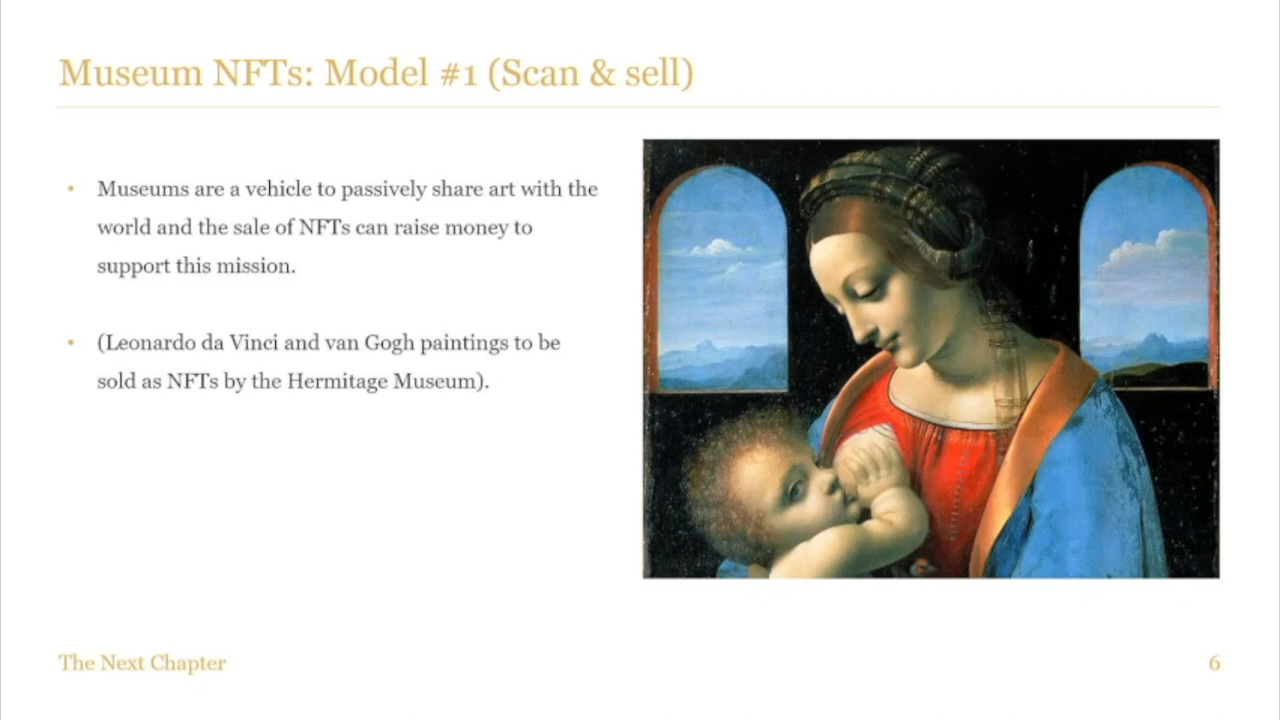 Museum NFTs: Model #1 (Scan & sell)
• Museums are a vehicle to passively share art with the
world and the sale of NFTs can raise money to
support this mission.
• (Leonardo da Vinci and van Gogh paintings to be
sold as NFTs by the Hermitage Museum).
The Next Chapter
6